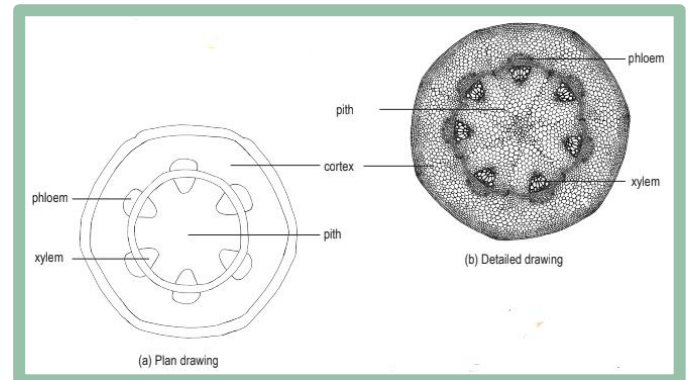 phloem
pith
cortex
phloem
xylem
pith
xylem
(b) Detailed drawing
(a) Plan drawing